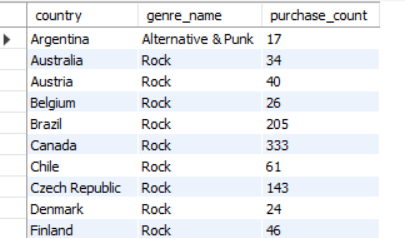 country genre_name purchase_count
Argentina Alternative & Punk 17
Australia Rock 34
Austria Rock 40
Belgium Rock 26
Brazil Rock 205
Canada Rock 333
Chile Rock 61
Czech Republic Rock 143
Denmark Rock 24
Finland Rock 46